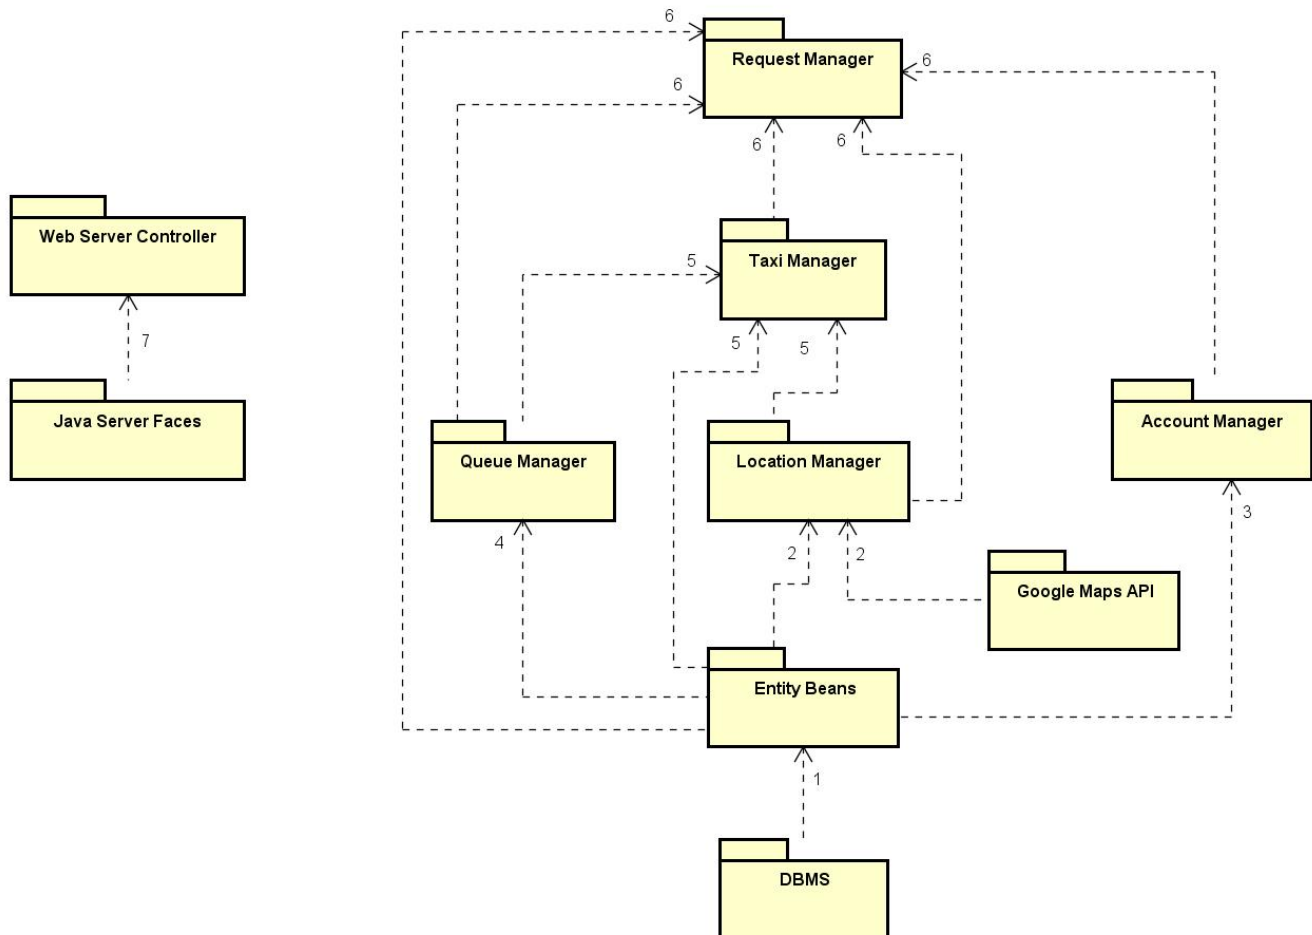 6
Request Manager
6
6
6
6
Web Server Controller
Taxi Manager
5
7
5
5
Java Server Faces
Queue Manager
Location Manager
Account Manager
4
2
2
3
Google Maps API
Entity Beans
1
DBMS